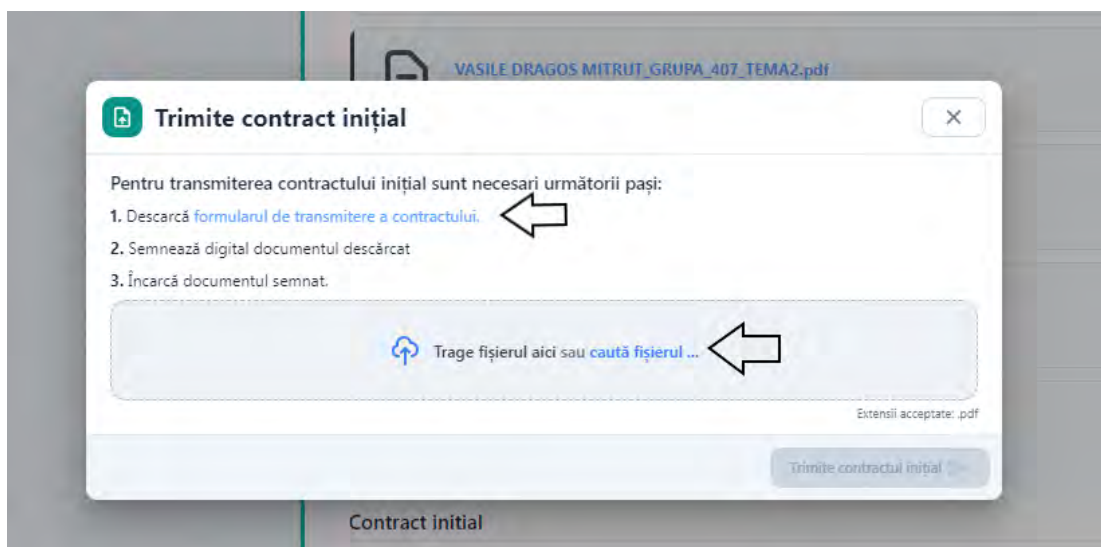 VASILE DRAGOS MITRUT_GRUPA_407_TEMA2.pdf
Trimite contract inițial
Pentru transmiterea contractului inițial sunt necesari următorii pași:
1. Descarcă formularul de transmitere a contractului.
2. Semnează digital documentul descărcat
3. Încarcă documentul semnat.
Trage fișierul aici sau caută fișierul ...
Extensii acceptate: .pdf
Trimite contractul inițial
Contract initial